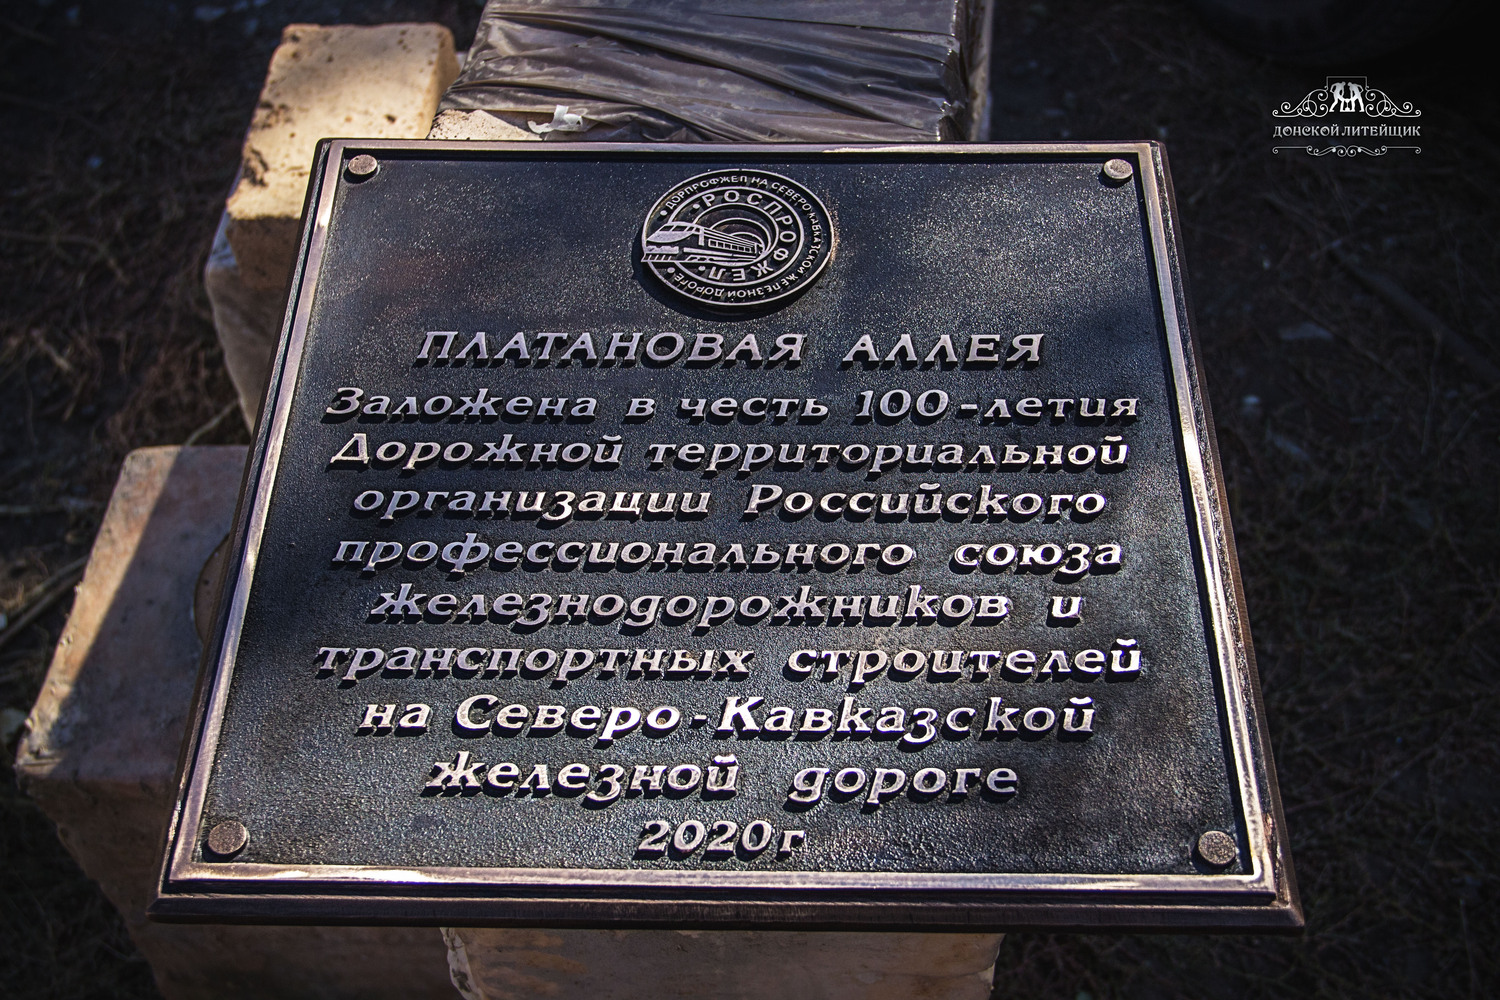 ДОНСКОЙ ЛИТЕЙЩИК
ДОРПРОФЖЕЛ НА СЕВЕРО-КАВКАЗСКОЙ ЖЕЛЕЗНОЙ ДОРОГЕ
РОСПРОФЖЕЛ
ПЛАТАНОВАЯ АЛЛЕЯ
Заложена в честь 100-летия
Дорожной территориальной
организации Российского
профессионального союза
железнодорожников и
транспортных строителей
на Северо-Кавказской
железной дороге
2020г